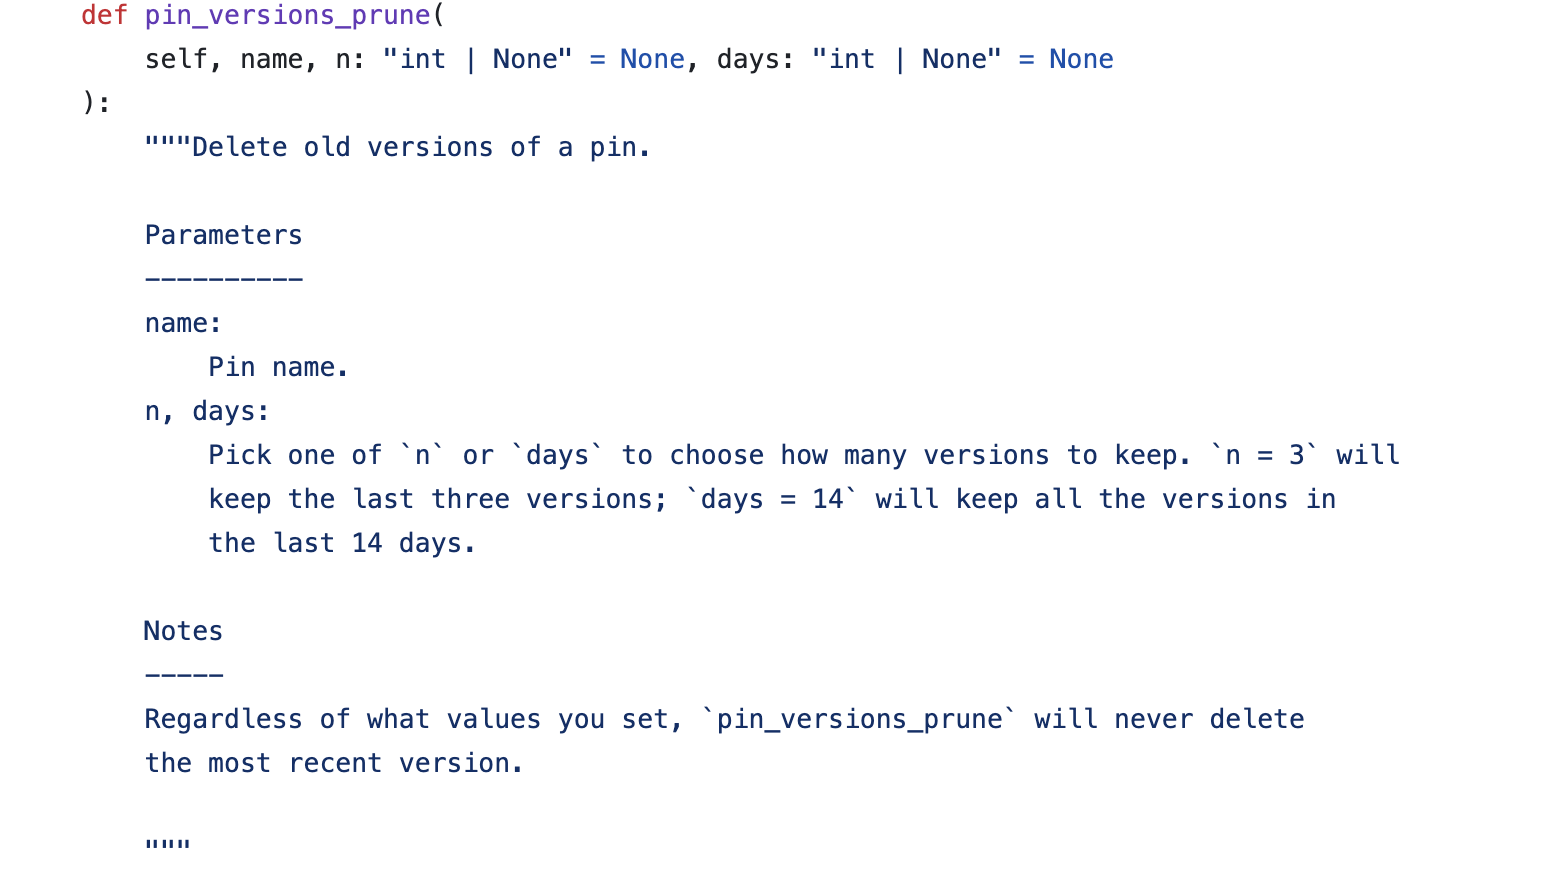 def pin_versions_prune(
    self, name, n: "int | None" = None, days: "int | None" = None
):
    """Delete old versions of a pin.

    Parameters
    ----------
    name:
        Pin name.
    n, days:
        Pick one of `n` or `days` to choose how many versions to keep. `n = 3` will
        keep the last three versions; `days = 14` will keep all the versions in
        the last 14 days.

    Notes
    -----
    Regardless of what values you set, `pin_versions_prune` will never delete
    the most recent version.

    """